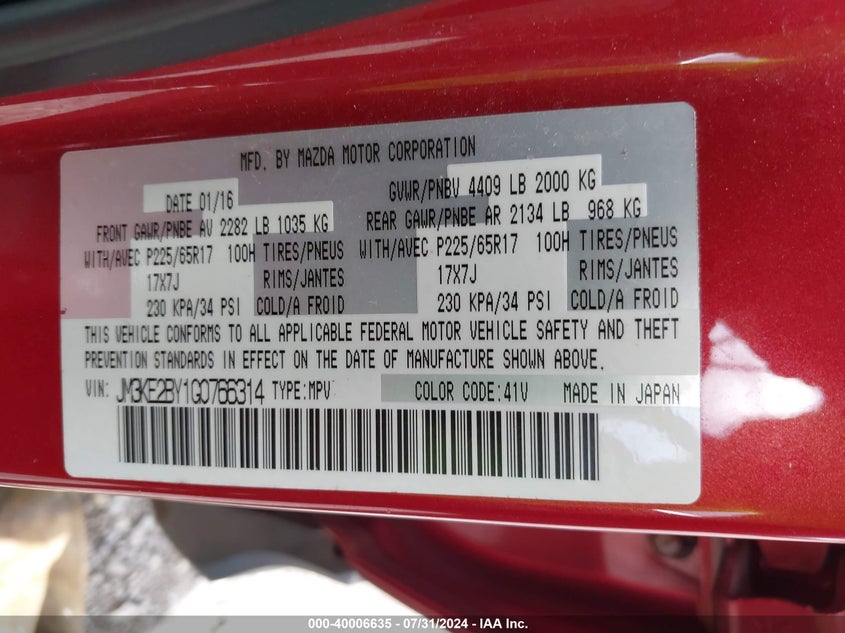 MFD. BY MAZDA MOTOR CORPORATION
DATE 01/16 GVWR/PNBV 4409 LB 2000 KG
FRONT GAWR/PNBE AV 2282 LB 1035 KG REAR GAWR/PNBE AR 2134 LB 968 KG
WITH/AVEC P225/65R17 100H TIRES/PNEUS WITH/AVEC P225/65R17 100H TIRES/PNEUS
17X7J RIMS/JANTES 17X7J RIMS/JANTES
230 KPA/34 PSI COLD/A FROID 230 KPA/34 PSI COLD/A FROID
THIS VEHICLE CONFORMS TO ALL APPLICABLE FEDERAL MOTOR VEHICLE SAFETY AND THEFT
PREVENTION STANDARDS IN EFFECT ON THE DATE OF MANUFACTURE SHOWN ABOVE.
VIN: JM3KE2BY1G0766314 TYPE:MPV COLOR CODE:41V MADE IN JAPAN
000-40006635 - 07/31/2024 - IAA Inc.